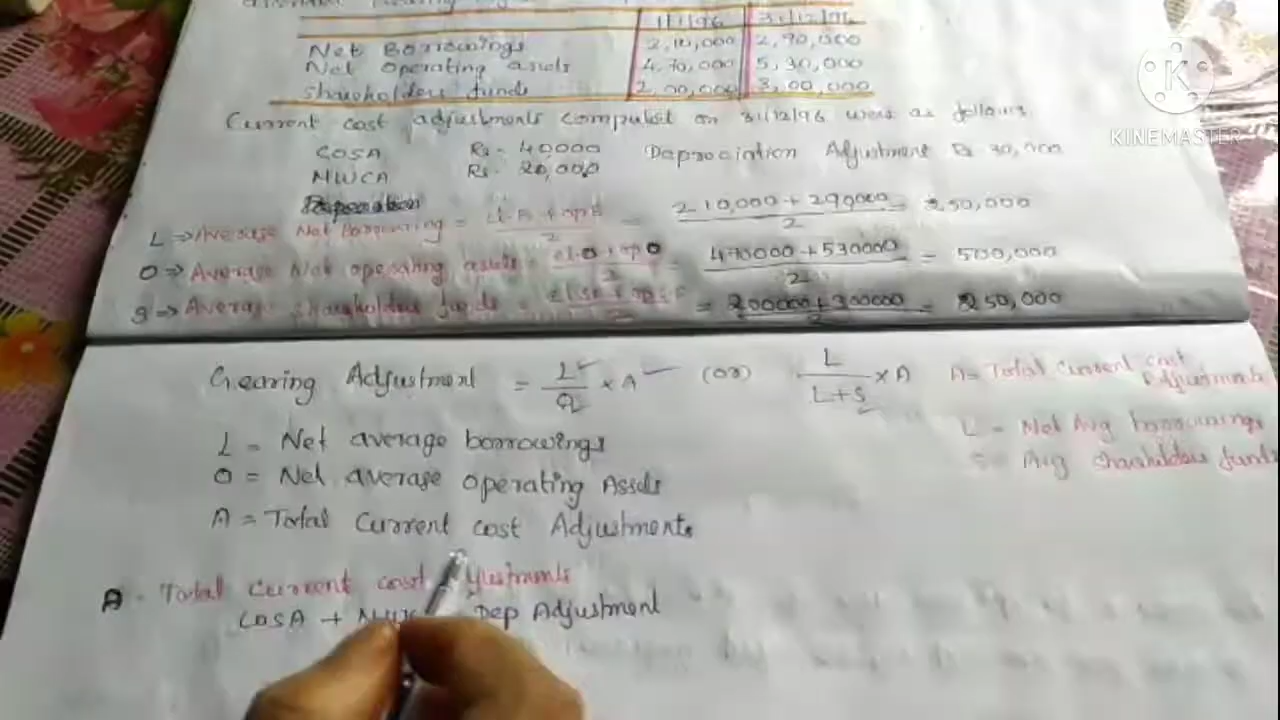 1/1/96 31/12/96
Net Borrowings 2,10,000 2,90,000
Net operating assets 4,70,000 5,30,000
Shareholders funds 2,00,000 3,00,000
Current cost adjustments computed on 31/12/96 were as follows
COSA Rs. 40000 Depreciation Adjustment Rs 30,000
MWCA Rs. 20,000
L => Average Net Borrowing = = 210,000 + 290000 / 2 = 250,000
O => Average Net operating assets = cl.O + op O / 2 = 470000 + 530000 / 2 = 500,000
S => Average Shareholders funds = / 2 = 200000 + 300000 / 2 = 250,000
Gearing Adjustment = L / O × A (or) L / L+S × A A = Total Current cost Adjustments
L = Net average borrowings L = Net Avg borrowings
O = Net average operating Assets S = Avg shareholders funds
A = Total Current cost Adjustments
A = Total Current cost
COSA + Dep Adjustment
KINEMASTER